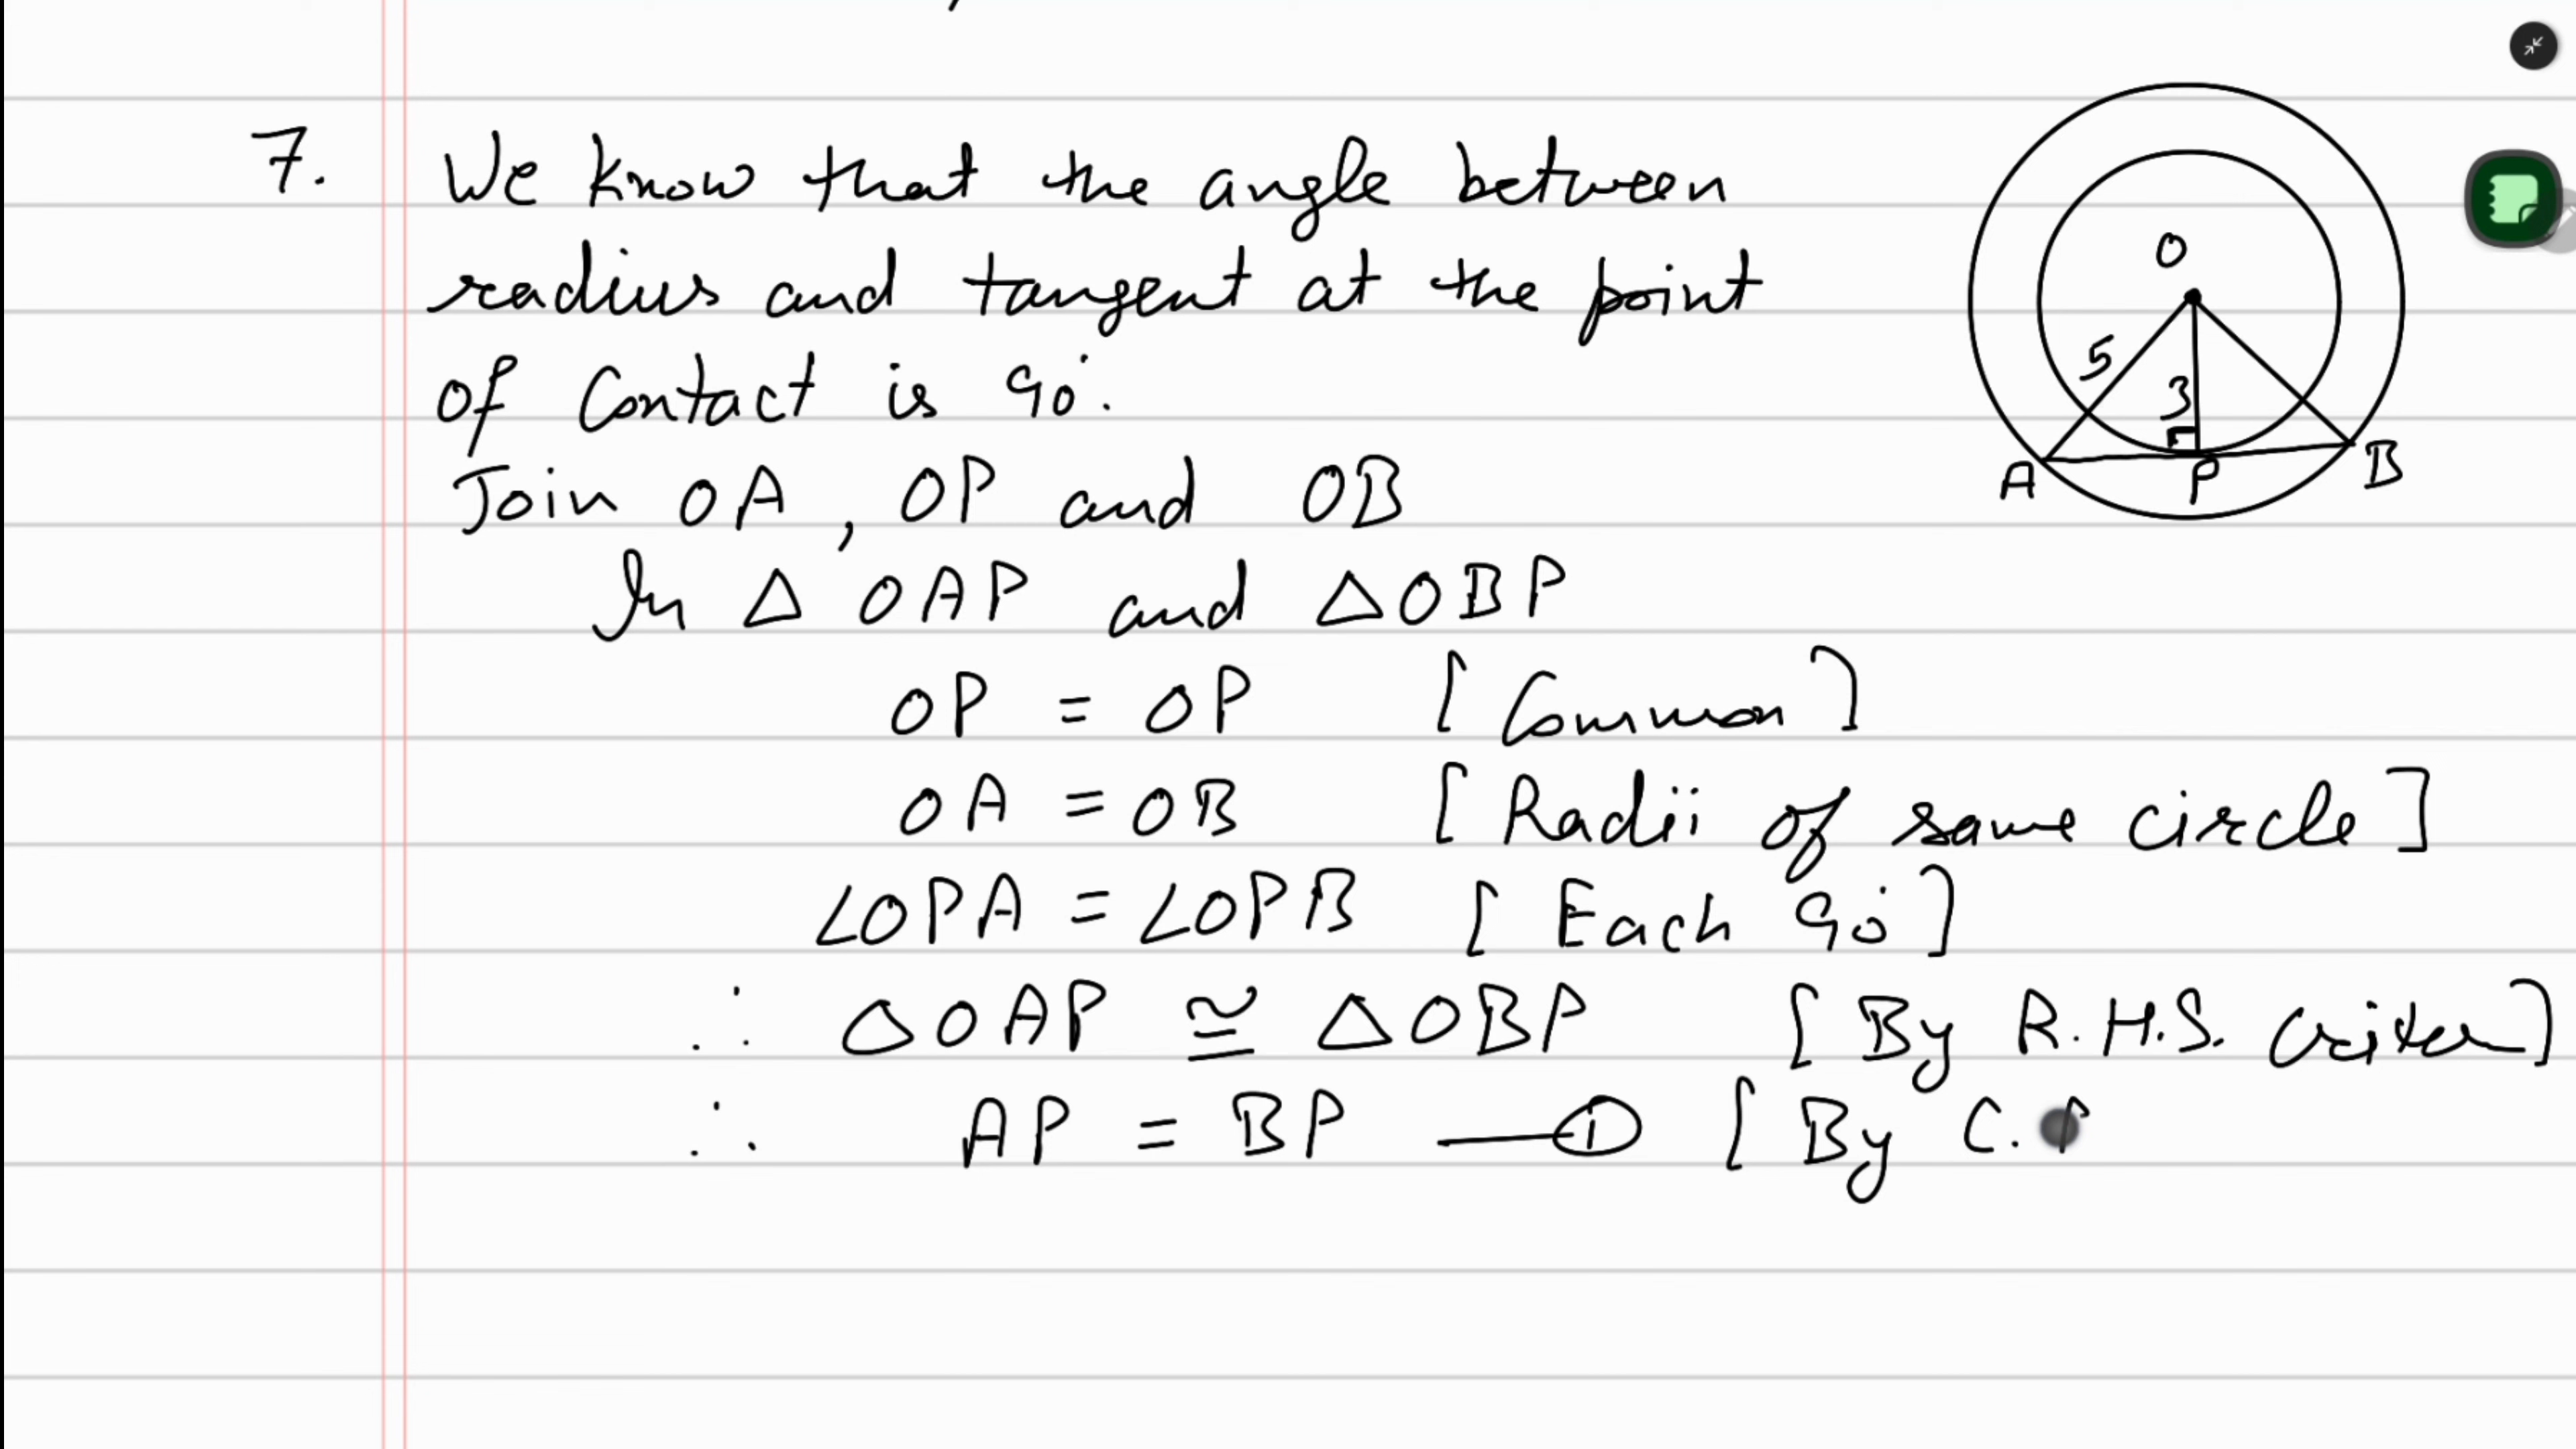 7. We know that the angle between
radius and tangent at the point
of Contact is 90°.
Join OA, OP and OB
In △ OAP and △OBP
OP = OP [Common]
OA = OB [Radii of same circle]
∠OPA = ∠OPB [Each 90°]
∴ △OAP ≅ △OBP [By R.H.S. criter]
∴ AP = BP —① [By C.P
O
5
3
A
P
B